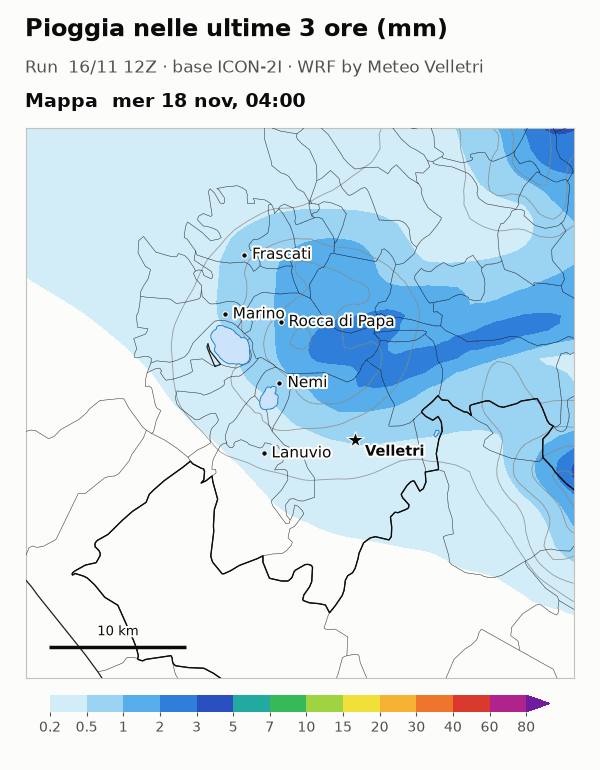 Pioggia nelle ultime 3 ore (mm)
Run 16/11 12Z · base ICON-2I · WRF by Meteo Velletri
Mappa mer 18 nov, 04:00
Frascati
Marino
Rocca di Papa
Nemi
Velletri
Lanuvio
10 km
0.2 0.5 1 2 3 5 7 10 15 20 30 40 60 80